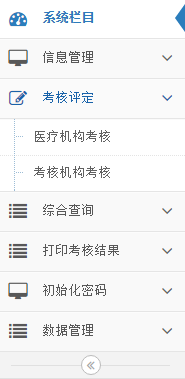 系统栏目
信息管理
考核评定
医疗机构考核
考核机构考核
综合查询
打印考核结果
初始化密码
数据管理